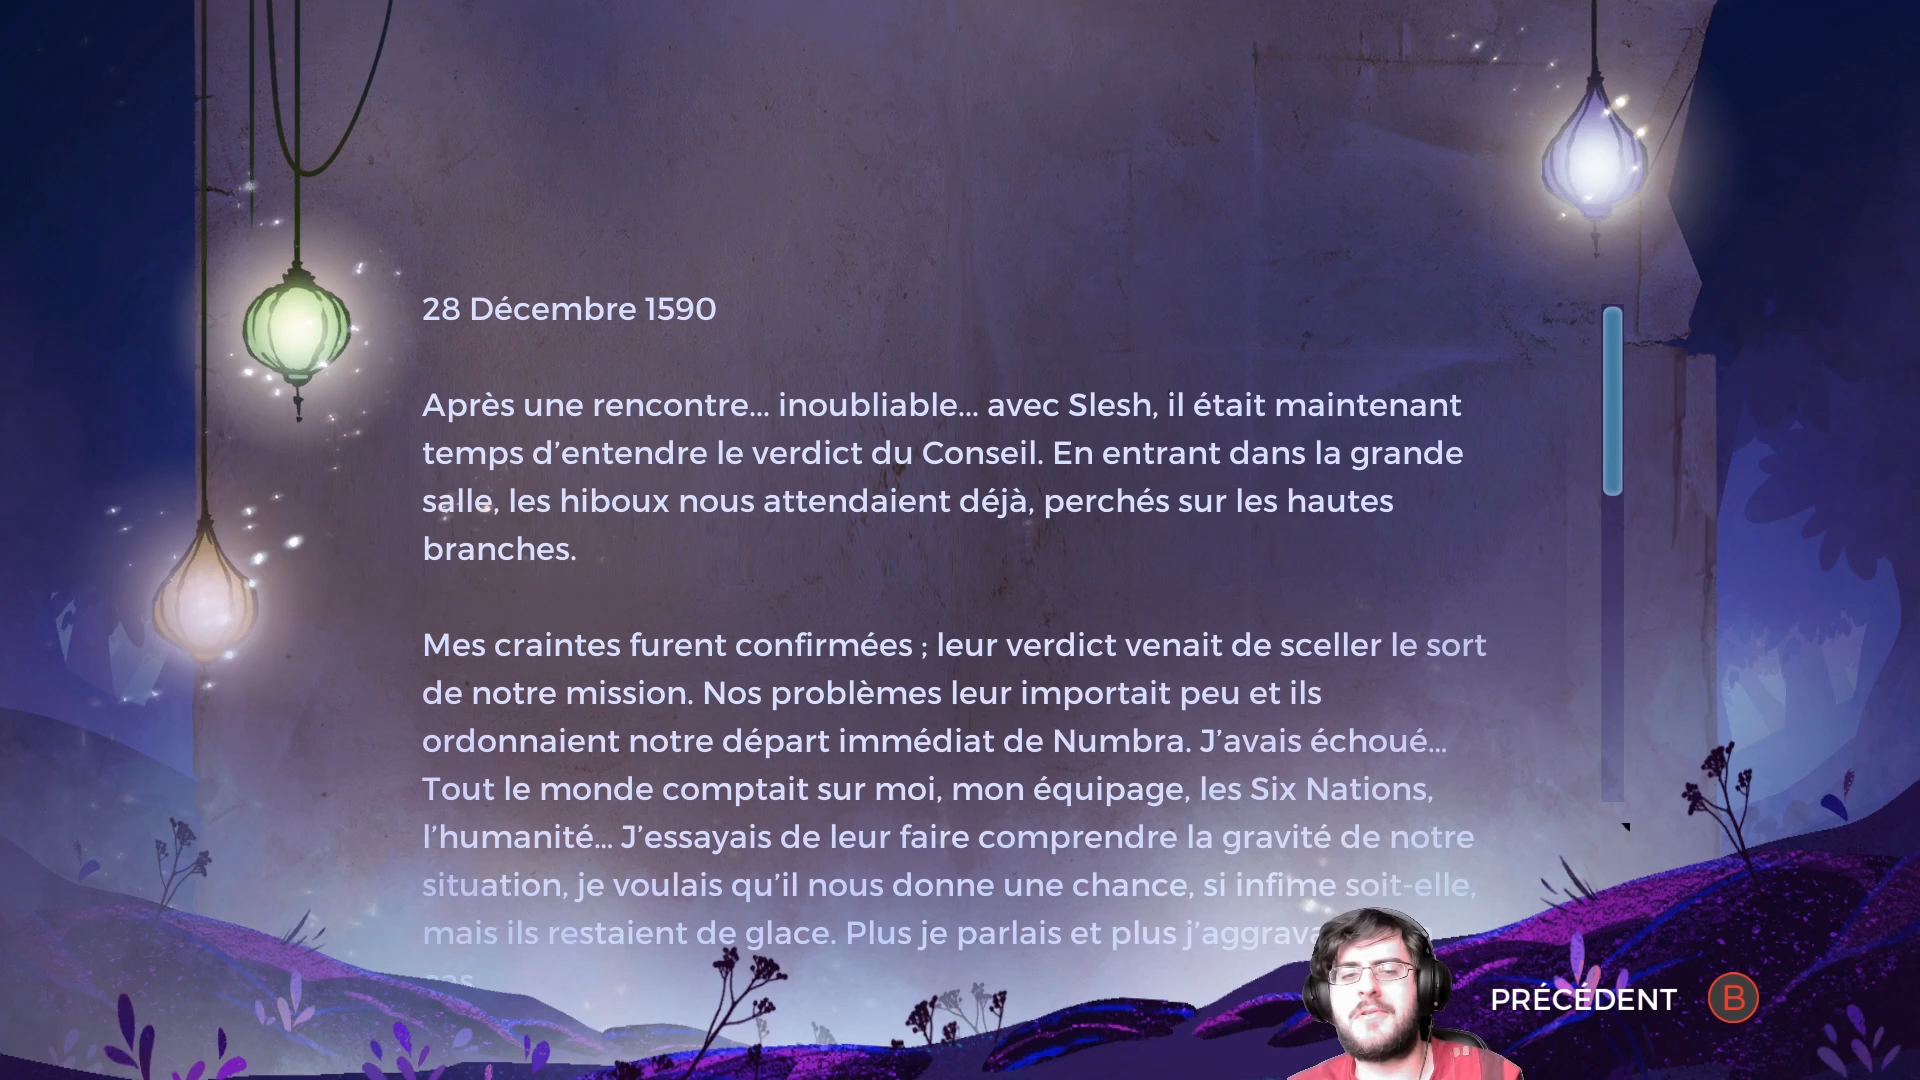 28 Décembre 1590
Après une rencontre... inoubliable... avec Slesh, il était maintenant
temps d’entendre le verdict du Conseil. En entrant dans la grande
salle, les hiboux nous attendaient déjà, perchés sur les hautes
branches.
Mes craintes furent confirmées ; leur verdict venait de sceller le sort
de notre mission. Nos problèmes leur importait peu et ils
ordonnaient notre départ immédiat de Numbra. J’avais échoué...
Tout le monde comptait sur moi, mon équipage, les Six Nations,
l’humanité... J’essayais de leur faire comprendre la gravité de notre
situation, je voulais qu’il nous donne une chance, si infime soit-elle,
mais ils restaient de glace. Plus je parlais et plus
cas.
PRÉCÉDENT B